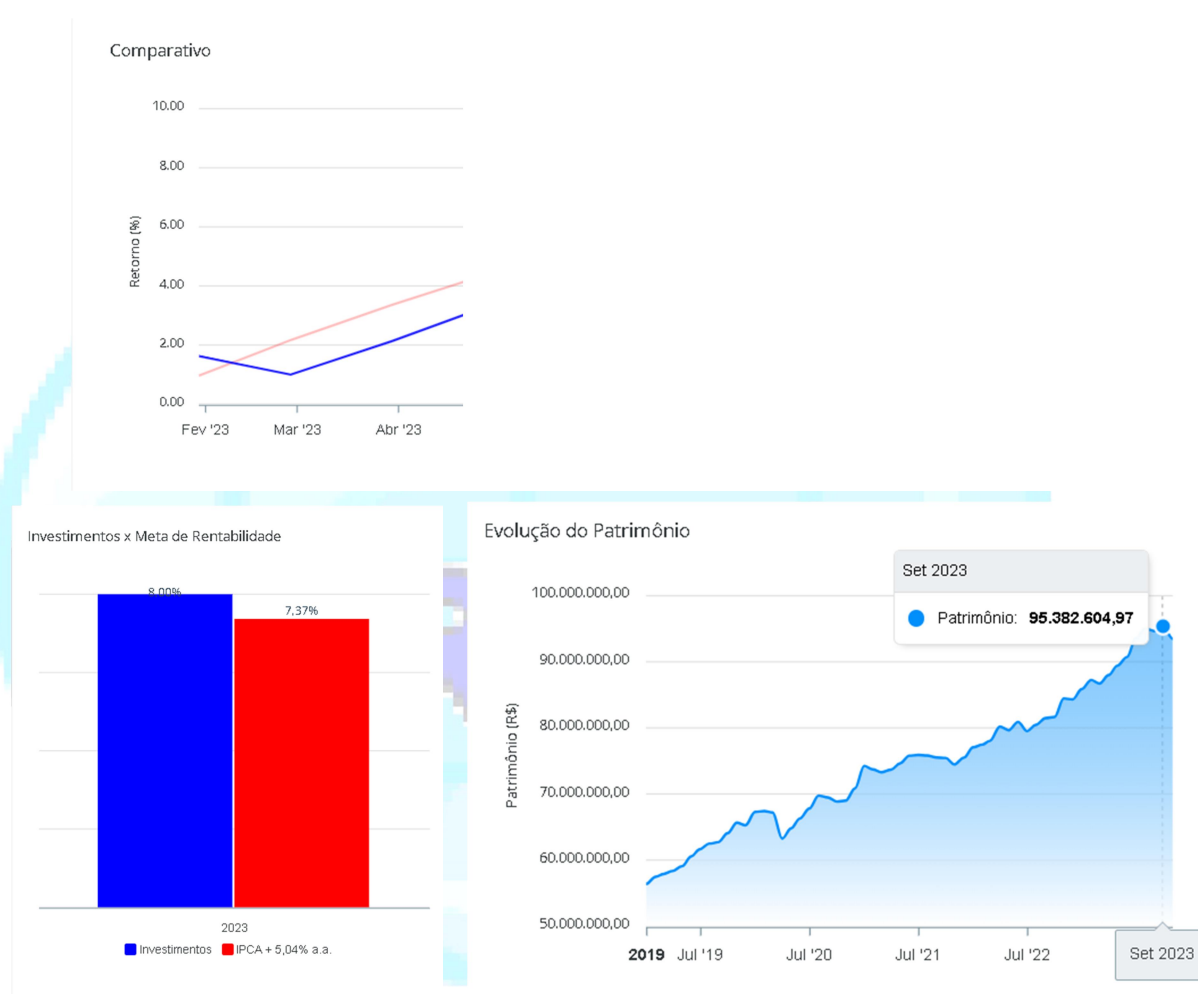 Comparativo
10.00
8.00
6.00
4.00
2.00
0.00
Retorno (%)
Fev '23 Mar '23 Abr '23
Investimentos x Meta de Rentabilidade
8,00%
7,37%
2023
Investimentos IPCA + 5,04% a.a.
Evolução do Patrimônio
Set 2023
Patrimônio: 95.382.604,97
100.000.000,00
90.000.000,00
80.000.000,00
70.000.000,00
60.000.000,00
50.000.000,00
Patrimônio (R$)
2019 Jul '19 Jul '20 Jul '21 Jul '22 Set 2023